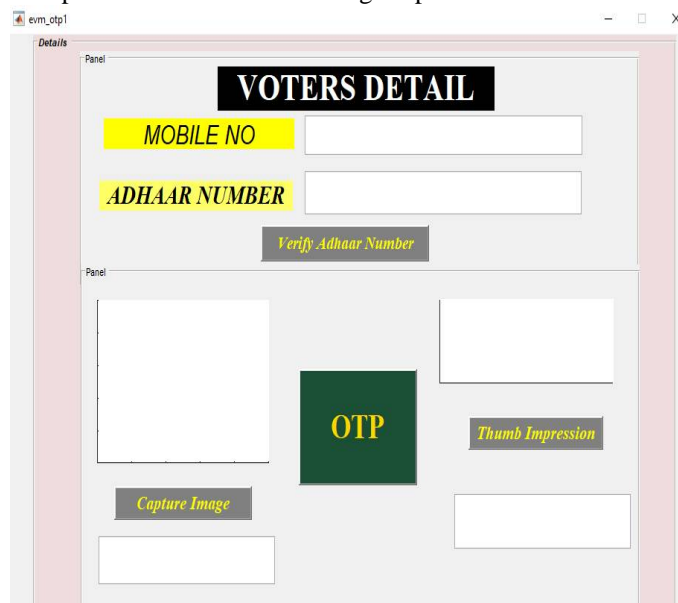 evm_otp1
Details
Panel
VOTERS DETAIL
MOBILE NO
ADHAAR NUMBER
Verify Adhaar Number
Panel
OTP
Thumb Impression
Capture Image